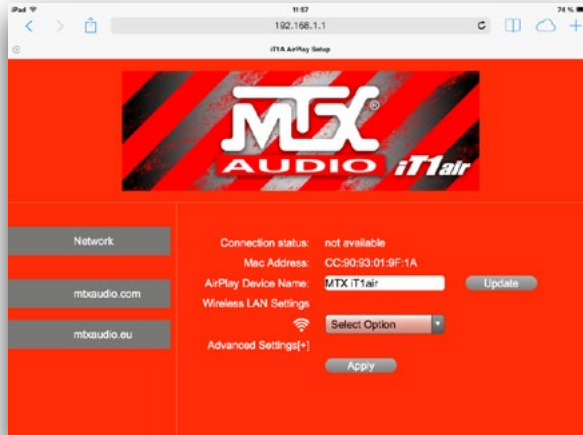 iPad 11:57 74 %
192.168.1.1
iT1A AirPlay Setup
MTX®
AUDIO iT1air
Network
mtxaudio.com
mtxaudio.eu
Connection status: not available
Mac Address: CC:90:93:01:9F:1A
AirPlay Device Name: MTX iT1air Update
Wireless LAN Settings
Select Option
Advanced Settings[+]
Apply